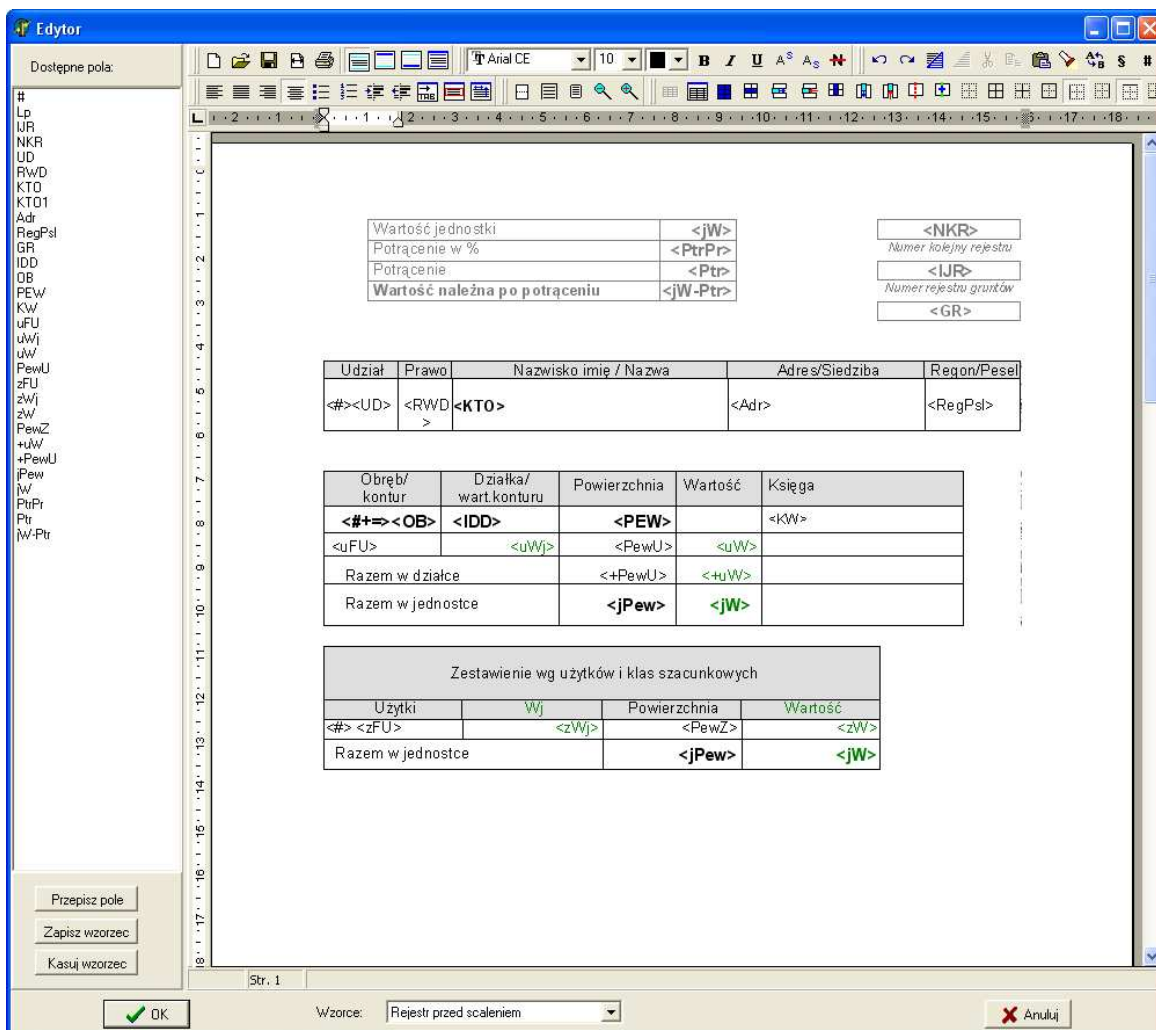 Edytor
Dostępne pola:
#
Lp
IJR
NKR
UD
RWD
KTO
KTO1
Adr
RegPsl
GR
IDD
OB
PEW
KW
uFU
uWj
uW
PewU
zFU
zWj
zW
PewZ
+uW
+PewU
jPew
jW
PtrPr
Ptr
jW-Ptr
Przepisz pole
Zapisz wzorzec
Kasuj wzorzec
Arial CE 10 B I U
Wartość jednostki <jW>
Potrącenie w % <PtrPr>
Potrącenie <Ptr>
Wartość należna po potrąceniu <jW-Ptr>
<NKR>
Numer kolejny rejestru
<IJR>
Numer rejestru gruntów
<GR>
Udział Prawo Nazwisko imię / Nazwa Adres/Siedziba Regon/Pesel
<#><UD> <RWD <KTO> <Adr> <RegPsl>
>
Obręb/ Działka/ Powierzchnia Wartość Księga
kontur wart.konturu
<#+=><OB> <IDD> <PEW> <KW>
<uFU> <uWj> <PewU> <uW>
Razem w działce <+PewU> <+uW>
Razem w jednostce <jPew> <jW>
Zestawienie wg użytków i klas szacunkowych
Użytki Wj Powierzchnia Wartość
<#> <zFU> <zWj> <PewZ> <zW>
Razem w jednostce <jPew> <jW>
Str. 1
OK Wzorce: Rejestr przed scaleniem Anuluj